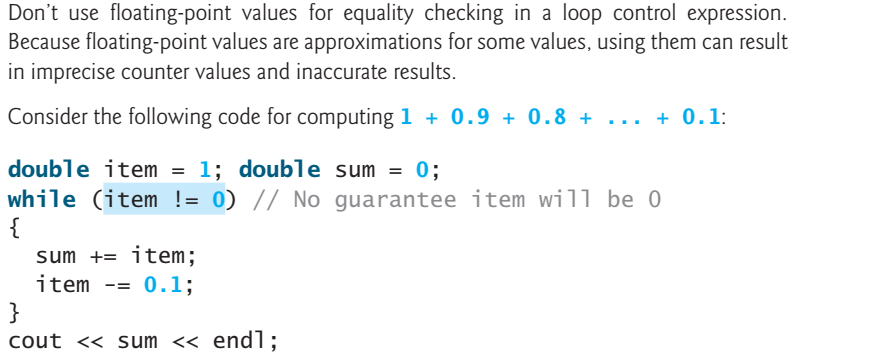 Don't use floating-point values for equality checking in a loop control expression.
Because floating-point values are approximations for some values, using them can result
in imprecise counter values and inaccurate results.
Consider the following code for computing 1 + 0.9 + 0.8 + ... + 0.1:
double item = 1; double sum = 0;
while (item != 0) // No guarantee item will be 0
{
  sum += item;
  item -= 0.1;
}
cout << sum << endl;